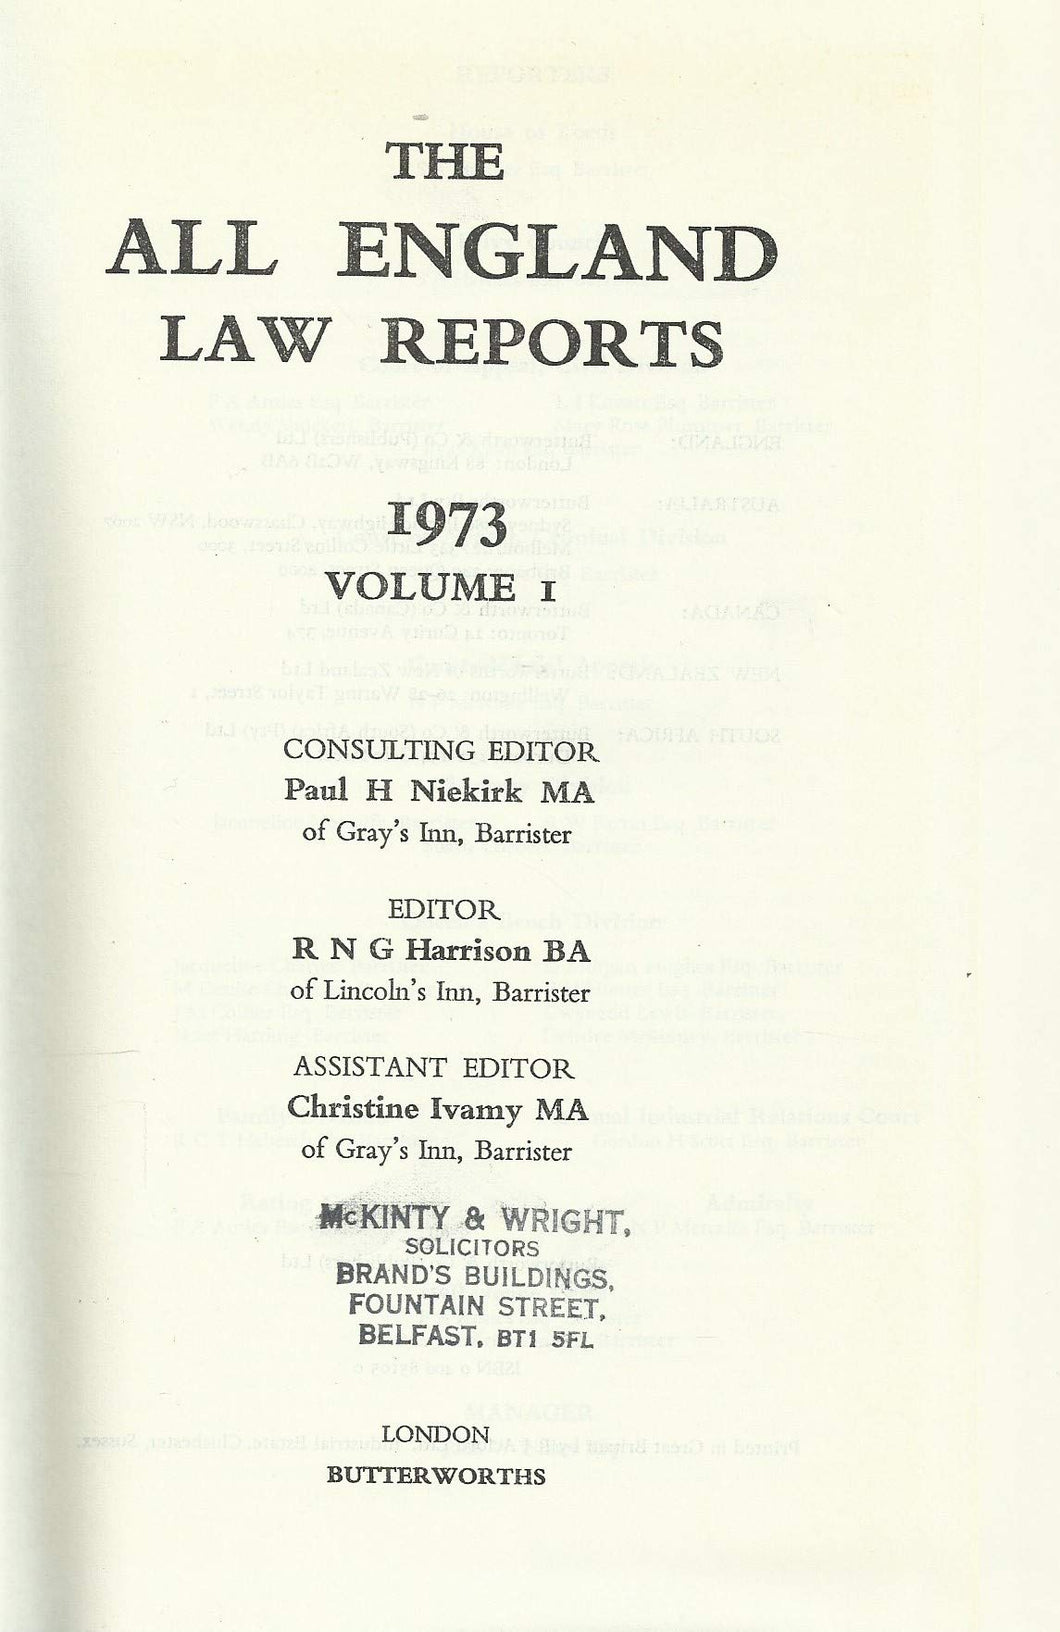 THE
ALL ENGLAND
LAW REPORTS
1973
VOLUME I
CONSULTING EDITOR
Paul H Niekirk MA
of Gray's Inn, Barrister
EDITOR
R N G Harrison BA
of Lincoln's Inn, Barrister
ASSISTANT EDITOR
Christine Ivamy MA
of Gray's Inn, Barrister
McKINTY & WRIGHT,
SOLICITORS
BRAND'S BUILDINGS,
FOUNTAIN STREET,
BELFAST, BT1 5FL
LONDON
BUTTERWORTHS